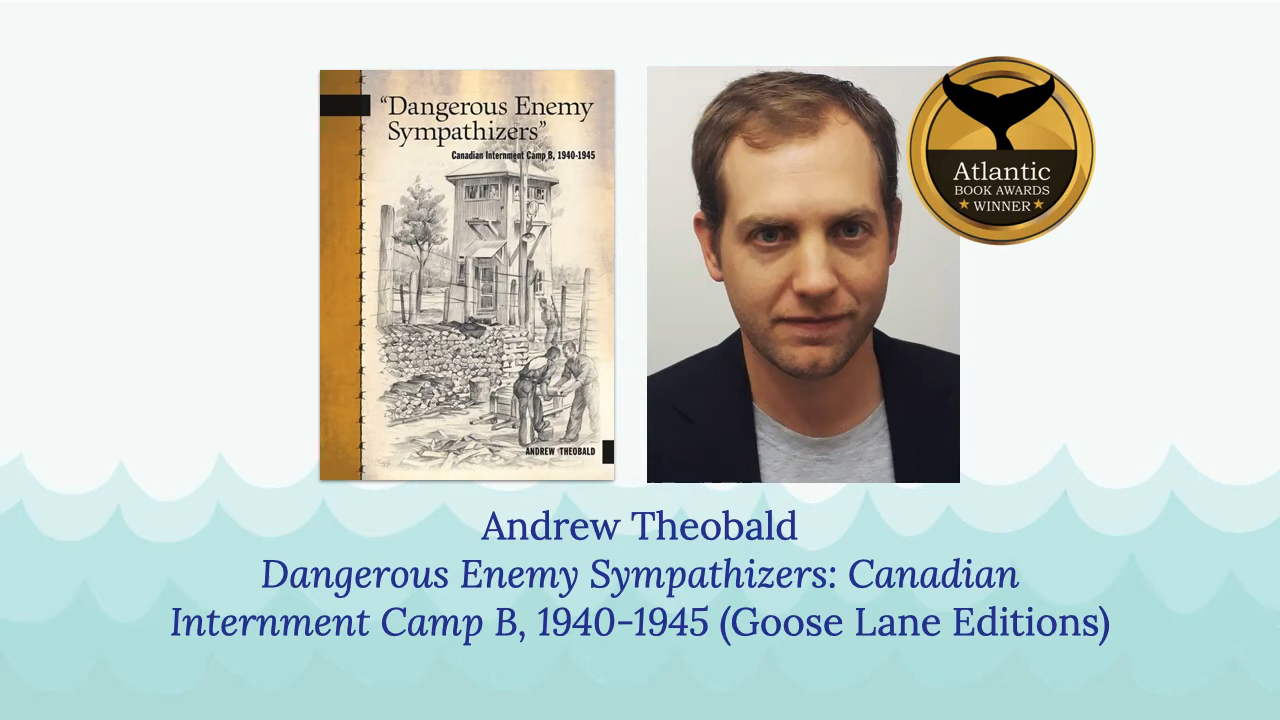 “Dangerous Enemy
Sympathizers”
Canadian Internment Camp B, 1940-1945
ANDREW THEOBALD
Atlantic
BOOK AWARDS
WINNER
Andrew Theobald
Dangerous Enemy Sympathizers: Canadian
Internment Camp B, 1940-1945 (Goose Lane Editions)